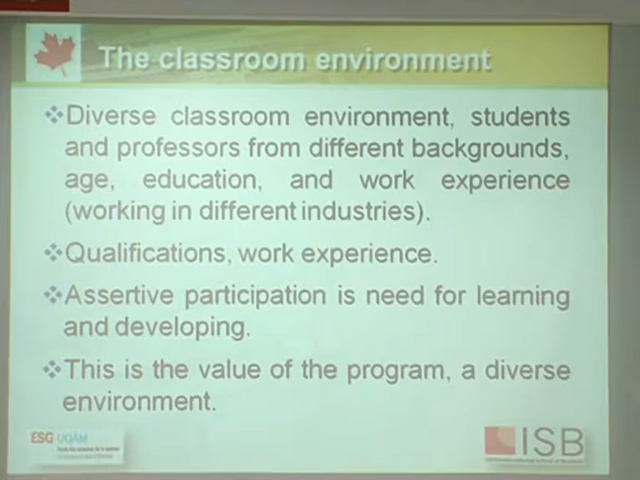 The classroom environment
❖Diverse classroom environment, students
and professors from different backgrounds,
age, education, and work experience
(working in different industries).
❖Qualifications, work experience.
❖Assertive participation is need for learning
and developing.
❖This is the value of the program, a diverse
environment.
ESG UQÀM
ISB